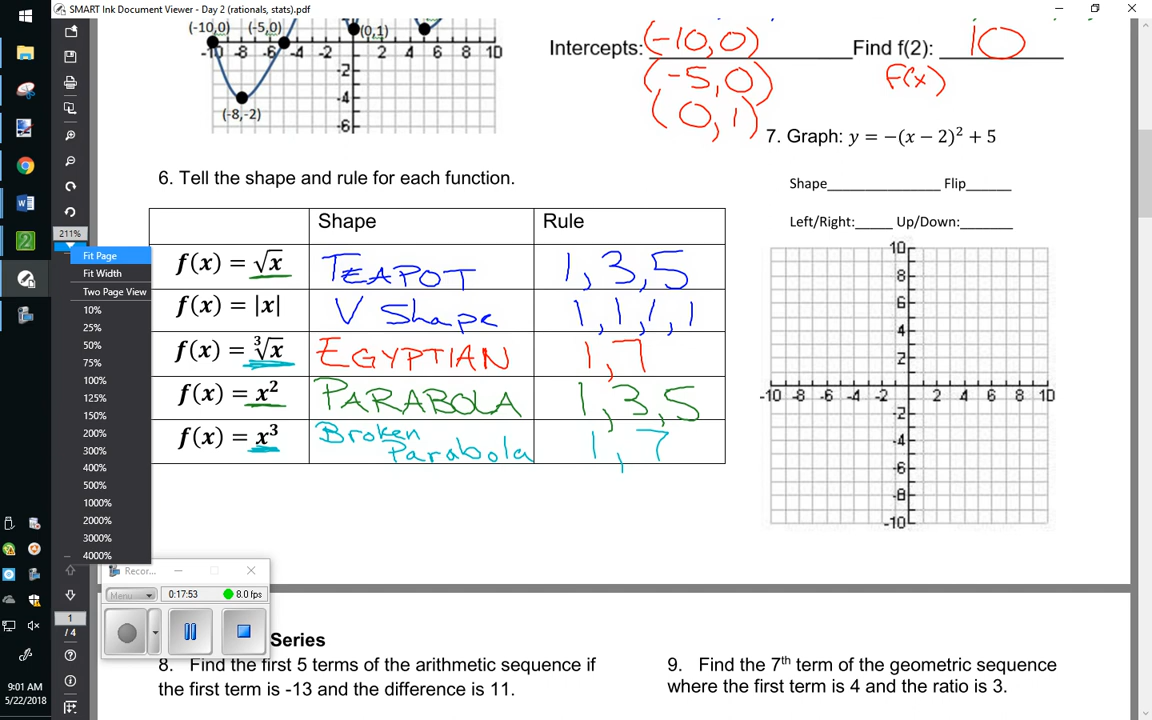 SMART Ink Document Viewer - Day 2 (rationals, stats).pdf
(-10,0) (-5,0) (0,1)
-10 -8 -6 -4 -2 2 4 6 8 10
-2
-4
-6
(-8,-2)
Intercepts: (-10, 0)
(-5, 0)
(0, 1)
Find f(2): 10
f(x)
7. Graph: y = −(x − 2)² + 5
Shape Flip
Left/Right: Up/Down:
10
8
6
4
2
-10 -8 -6 -4 -2 2 4 6 8 10
-2
-4
-6
-8
-10
6. Tell the shape and rule for each function.
Shape Rule
f(x) = √x TEAPOT 1, 3, 5
f(x) = |x| V Shape 1, 1, 1, 1
f(x) = ∛x EGYPTIAN 1, 7
f(x) = x² PARABOLA 1, 3, 5
f(x) = x³ Broken Parabola 1, 7
211%
Fit Page
Fit Width
Two Page View
10%
25%
50%
75%
100%
125%
150%
200%
300%
400%
500%
1000%
2000%
3000%
4000%
Recor...
Menu 0:17:53 8.0 fps
1
/ 4
Series
8. Find the first 5 terms of the arithmetic sequence if
the first term is -13 and the difference is 11.
9. Find the 7th term of the geometric sequence
where the first term is 4 and the ratio is 3.
9:01 AM
5/22/2018